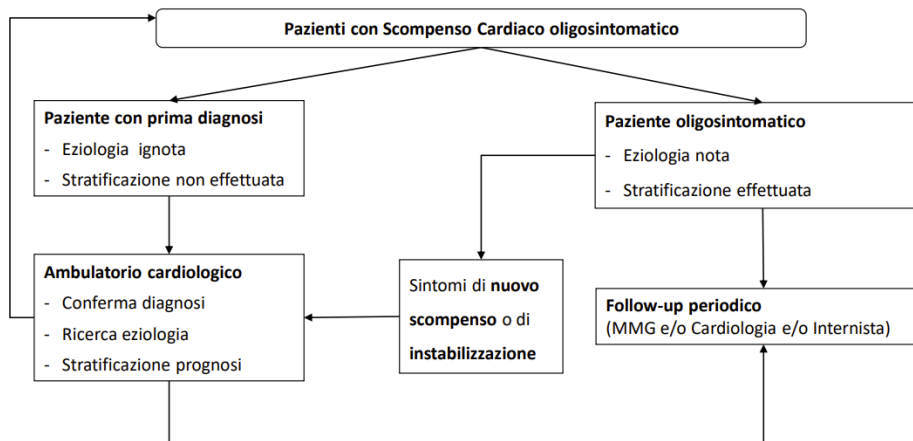 Pazienti con Scompenso Cardiaco oligosintomatico
Paziente con prima diagnosi
- Eziologia ignota
- Stratificazione non effettuata
Paziente oligosintomatico
- Eziologia nota
- Stratificazione effettuata
Ambulatorio cardiologico
- Conferma diagnosi
- Ricerca eziologia
- Stratificazione prognosi
Sintomi di nuovo
scompenso o di
instabilizzazione
Follow-up periodico
(MMG e/o Cardiologia e/o Internista)